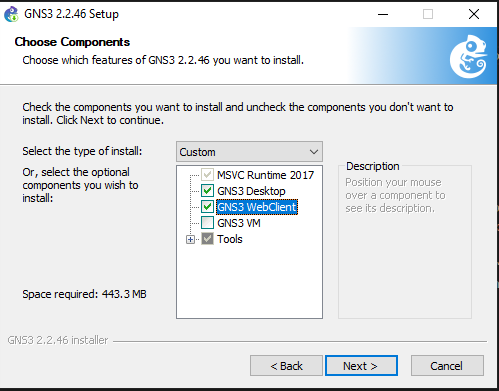 GNS3 2.2.46 Setup
Choose Components
Choose which features of GNS3 2.2.46 you want to install.
Check the components you want to install and uncheck the components you don't want to
install. Click Next to continue.
Select the type of install:
Custom
Or, select the optional
components you wish to
install:
MSVC Runtime 2017
GNS3 Desktop
GNS3 WebClient
GNS3 VM
Tools
Description
Position your mouse
over a component to
see its description.
Space required: 443.3 MB
GNS3 2.2.46 installer
< Back
Next >
Cancel